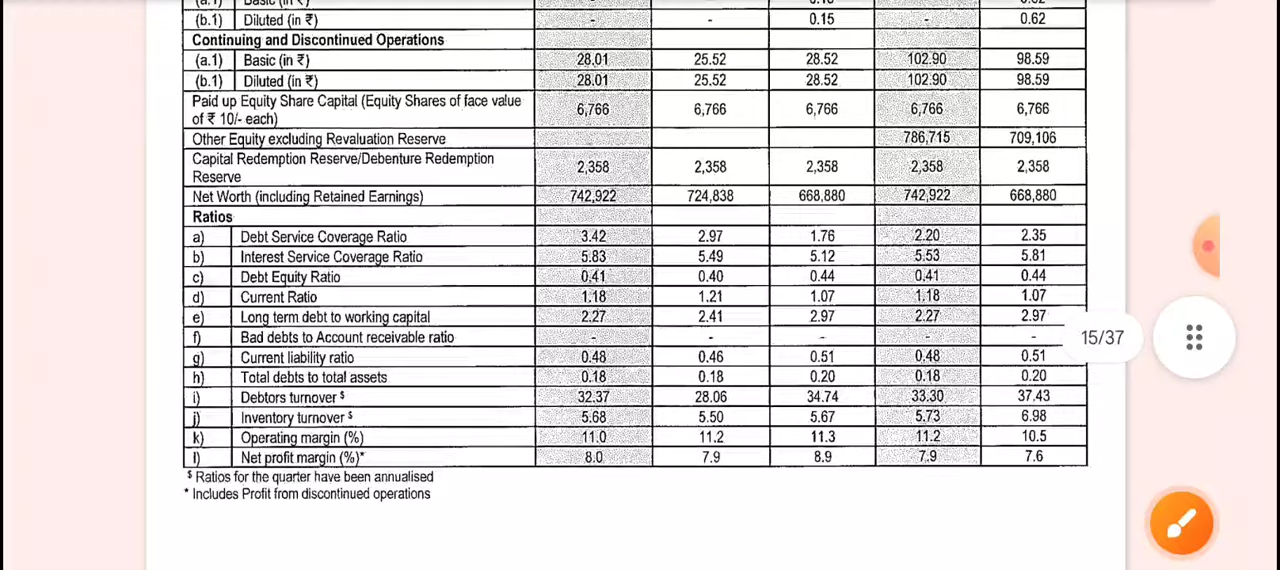 (b.1) Diluted (in ₹) - - 0.15 - 0.62
Continuing and Discontinued Operations
(a.1) Basic (in ₹) 28.01 25.52 28.52 102.90 98.59
(b.1) Diluted (in ₹) 28.01 25.52 28.52 102.90 98.59
Paid up Equity Share Capital (Equity Shares of face value
of ₹ 10/- each) 6,766 6,766 6,766 6,766 6,766
Other Equity excluding Revaluation Reserve 786,715 709,106
Capital Redemption Reserve/Debenture Redemption
Reserve 2,358 2,358 2,358 2,358 2,358
Net Worth (including Retained Earnings) 742,922 724,838 668,880 742,922 668,880
Ratios
a) Debt Service Coverage Ratio 3.42 2.97 1.76 2.20 2.35
b) Interest Service Coverage Ratio 5.83 5.49 5.12 5.53 5.81
c) Debt Equity Ratio 0.41 0.40 0.44 0.41 0.44
d) Current Ratio 1.18 1.21 1.07 1.18 1.07
e) Long term debt to working capital 2.27 2.41 2.97 2.27 2.97
f) Bad debts to Account receivable ratio - - - - -
15/37
g) Current liability ratio 0.48 0.46 0.51 0.48 0.51
h) Total debts to total assets 0.18 0.18 0.20 0.18 0.20
i) Debtors turnover $ 32.37 28.06 34.74 33.30 37.43
j) Inventory turnover $ 5.68 5.50 5.67 5.73 6.98
k) Operating margin (%) 11.0 11.2 11.3 11.2 10.5
l) Net profit margin (%)* 8.0 7.9 8.9 7.9 7.6
$ Ratios for the quarter have been annualised
* Includes Profit from discontinued operations